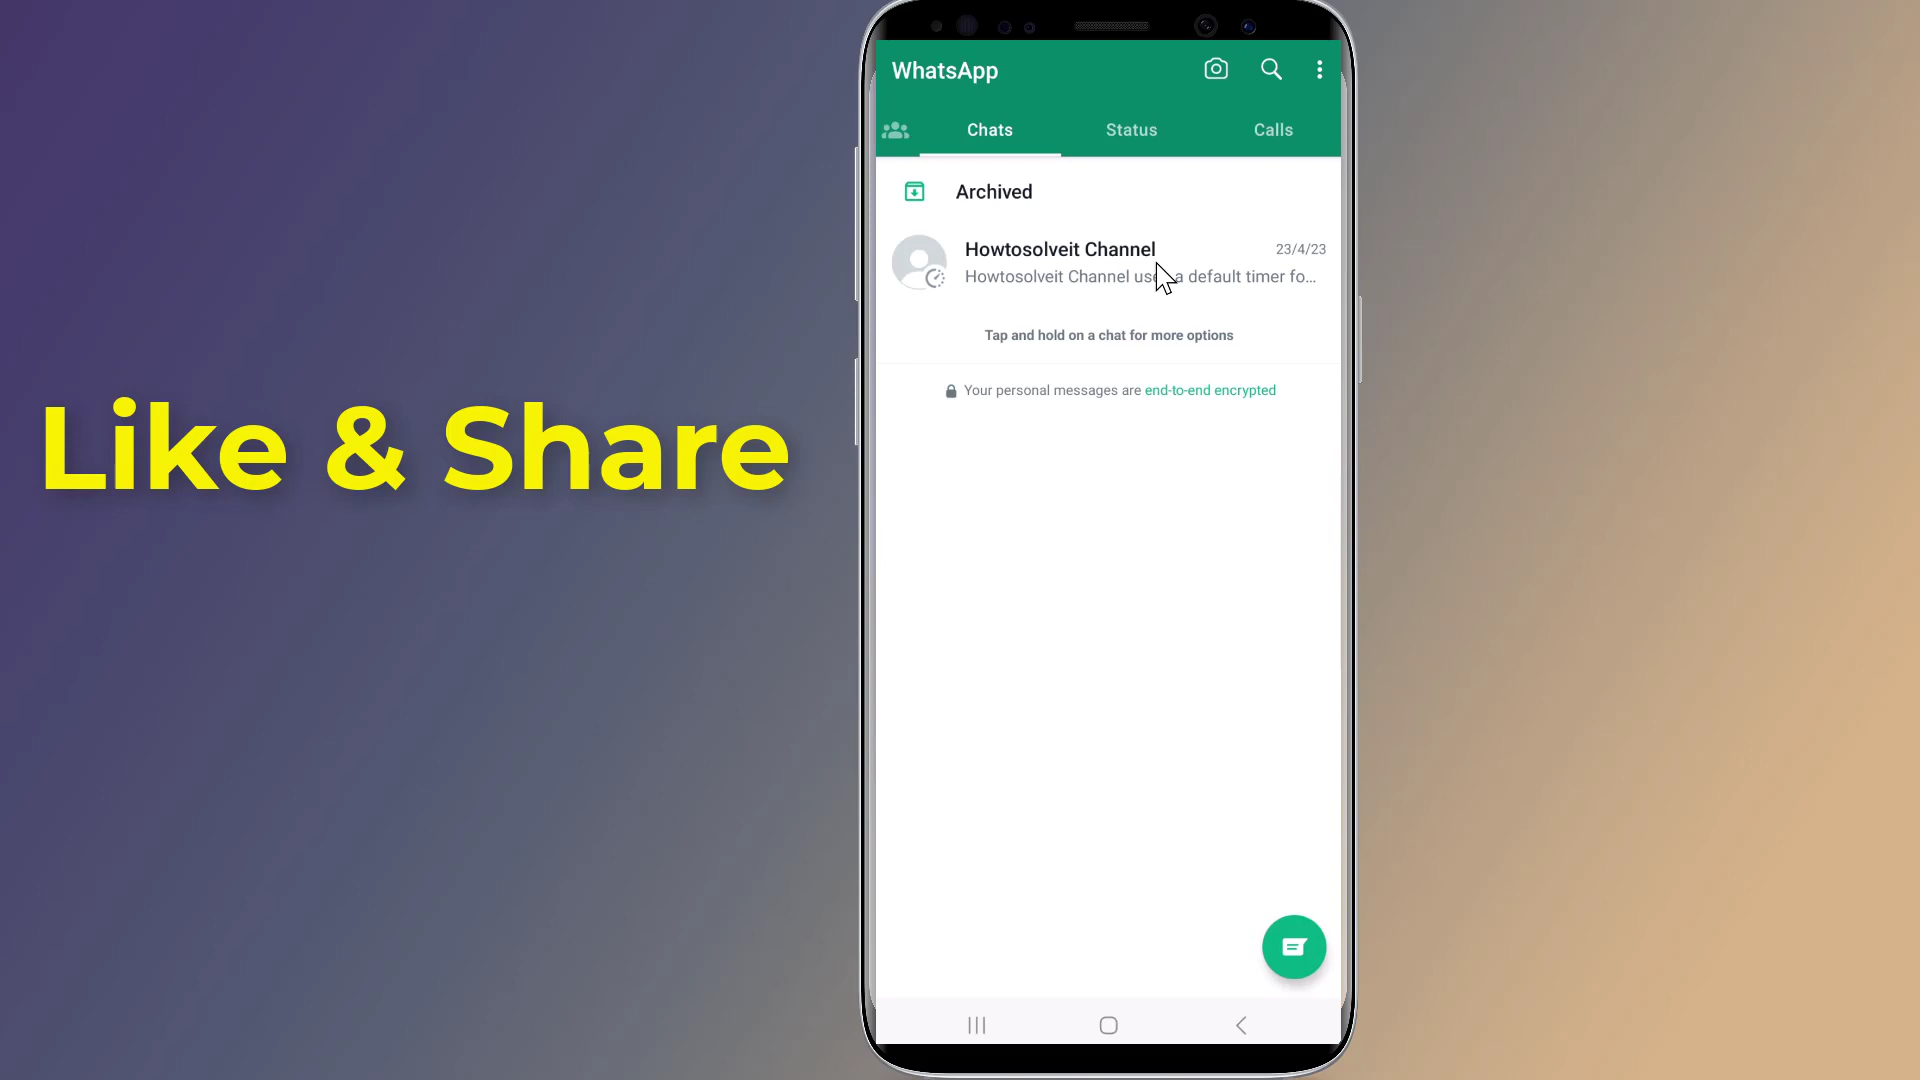 WhatsApp
Chats
Status
Calls
Archived
Howtosolveit Channel
23/4/23
Howtosolveit Channel use a default timer fo...
Tap and hold on a chat for more options
Your personal messages are end-to-end encrypted
Like & Share